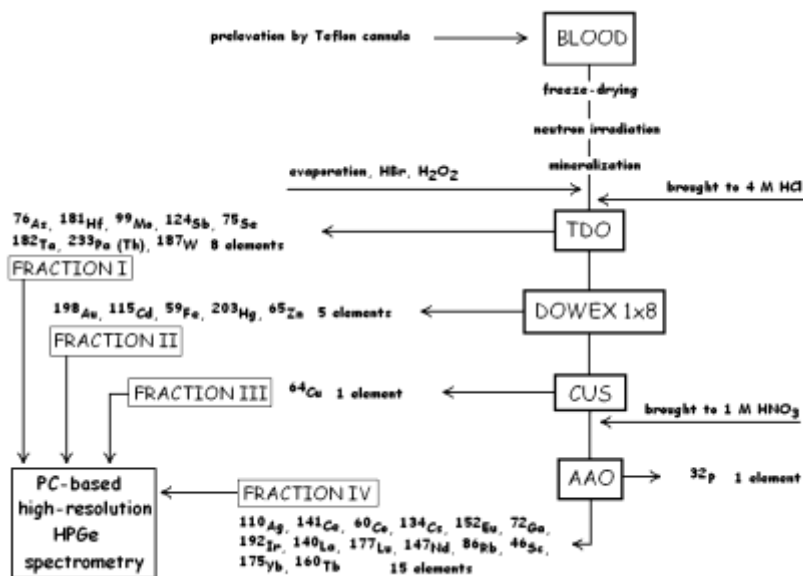 prelevation by Teflon cannula
BLOOD
freeze-drying
neutron irradiation
mineralization
evaporation, HBr, H₂O₂
brought to 4 M HCl
TDO
⁷⁶As, ¹⁸¹Hf, ⁹⁹Mo, ¹²⁴Sb, ⁷⁵Se
¹⁸²Ta, ²³³Pa (Th), ¹⁸⁷W 8 elements
FRACTION I
DOWEX 1x8
¹⁹⁸Au, ¹¹⁵Cd, ⁵⁹Fe, ²⁰³Hg, ⁶⁵Zn 5 elements
FRACTION II
CUS
⁶⁴Cu 1 element
FRACTION III
brought to 1 M HNO₃
AAO
³²P 1 element
FRACTION IV
¹¹⁰Ag, ¹⁴¹Ce, ⁶⁰Co, ¹³⁴Cs, ¹⁵²Eu, ⁷²Ga,
¹⁹²Ir, ¹⁴⁰La, ¹⁷⁷Lu, ¹⁴⁷Nd, ⁸⁶Rb, ⁴⁶Sc,
¹⁷⁵Yb, ¹⁶⁰Tb 15 elements
PC-based
high-resolution
HPGe
spectrometry